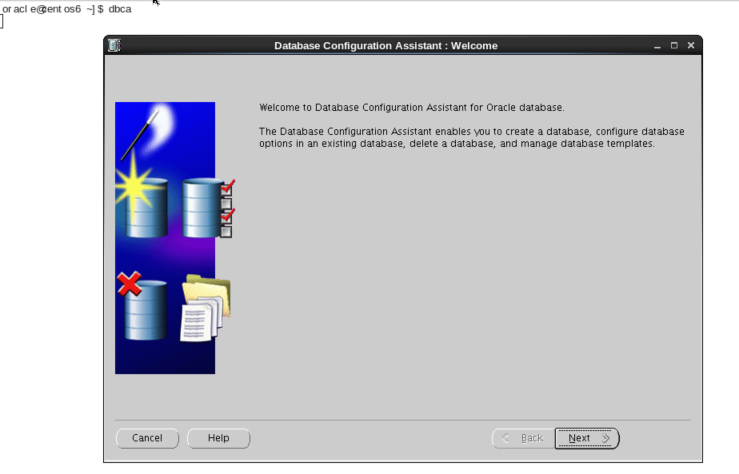 oracle@centos6 ~]$ dbca
Database Configuration Assistant : Welcome
Welcome to Database Configuration Assistant for Oracle database.
The Database Configuration Assistant enables you to create a database, configure database
options in an existing database, delete a database, and manage database templates.
Cancel
Help
Back
Next